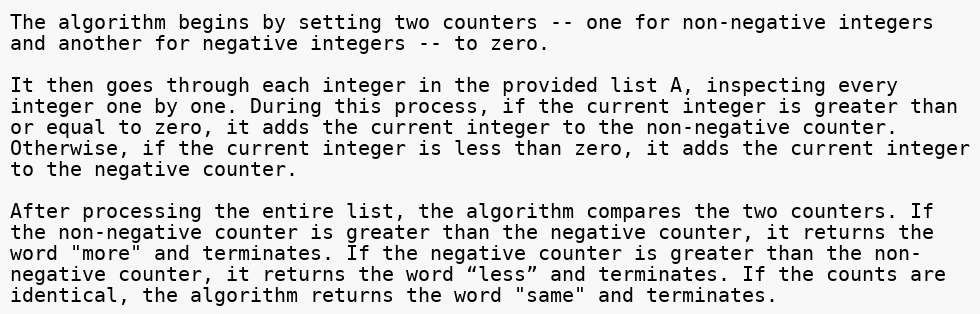 The algorithm begins by setting two counters -- one for non-negative integers
and another for negative integers -- to zero.
It then goes through each integer in the provided list A, inspecting every
integer one by one. During this process, if the current integer is greater than
or equal to zero, it adds the current integer to the non-negative counter.
Otherwise, if the current integer is less than zero, it adds the current integer
to the negative counter.
After processing the entire list, the algorithm compares the two counters. If
the non-negative counter is greater than the negative counter, it returns the
word "more" and terminates. If the negative counter is greater than the non-
negative counter, it returns the word “less” and terminates. If the counts are
identical, the algorithm returns the word "same" and terminates.